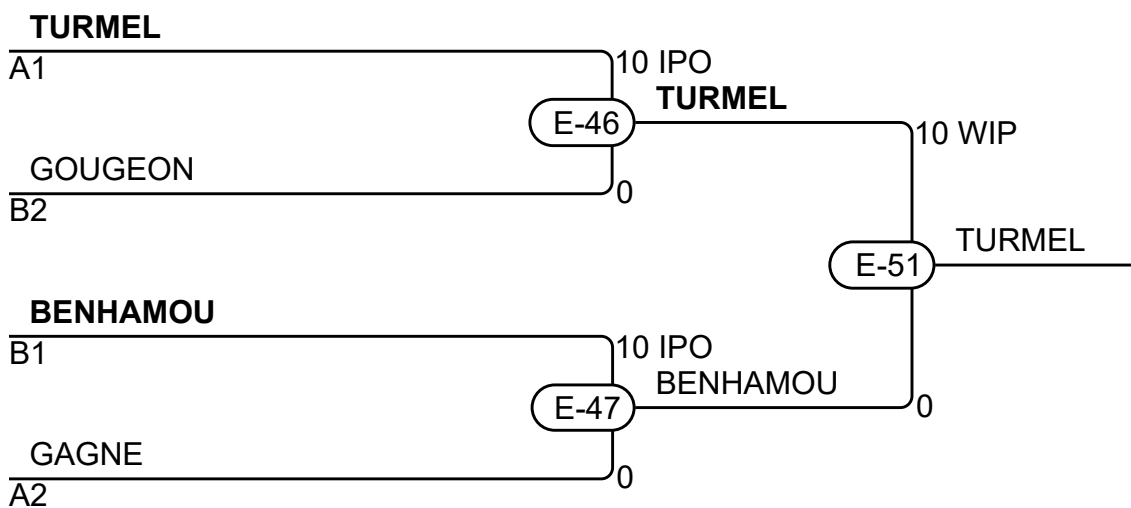 TURMEL
A1
10 IPO
TURMEL
E-46
10 WIP
GOUGEON
0
B2
TURMEL
E-51
BENHAMOU
B1
10 IPO
BENHAMOU
E-47
0
GAGNE
0
A2